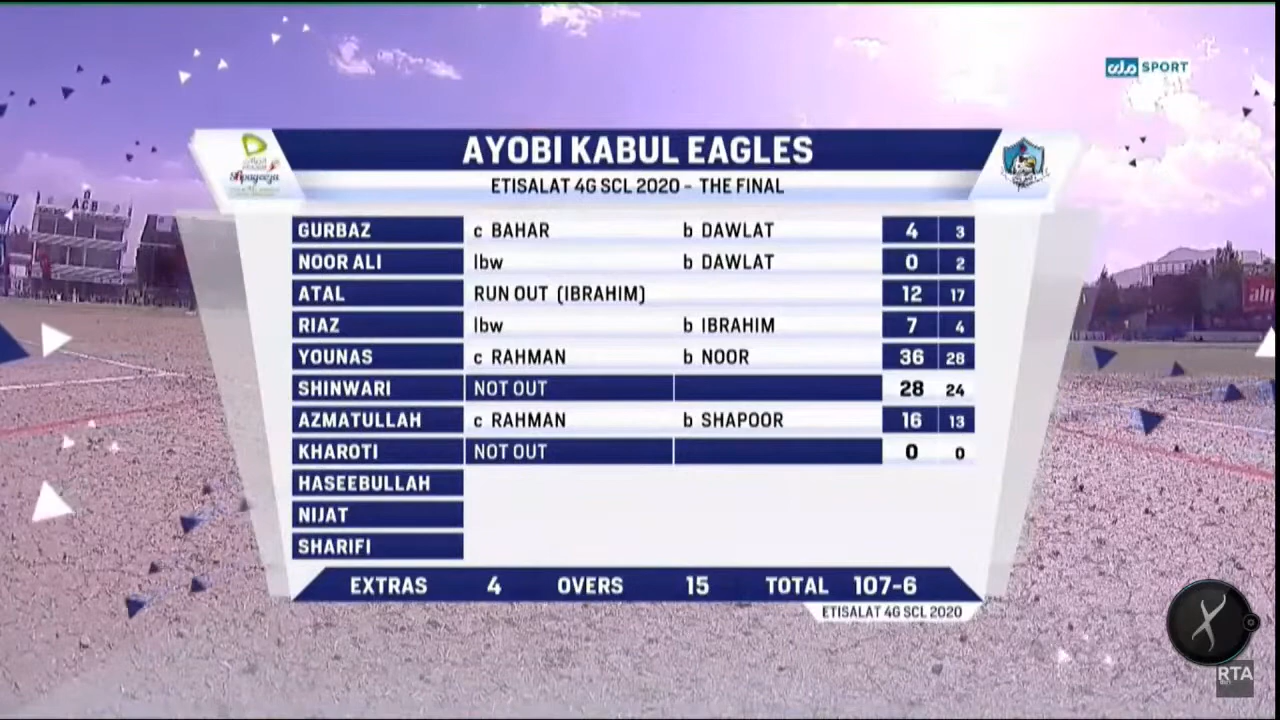 ملت SPORT
AYOBI KABUL EAGLES
ETISALAT 4G SCL 2020 - THE FINAL
ACB
GURBAZ c BAHAR b DAWLAT 4 3
NOOR ALI lbw b DAWLAT 0 2
ATAL RUN OUT (IBRAHIM) 12 17
RIAZ lbw b IBRAHIM 7 4
YOUNAS c RAHMAN b NOOR 36 28
SHINWARI NOT OUT 28 24
AZMATULLAH c RAHMAN b SHAPOOR 16 13
KHAROTI NOT OUT 0 0
HASEEBULLAH
NIJAT
SHARIFI
EXTRAS 4 OVERS 15 TOTAL 107-6
ETISALAT 4G SCL 2020
RTA